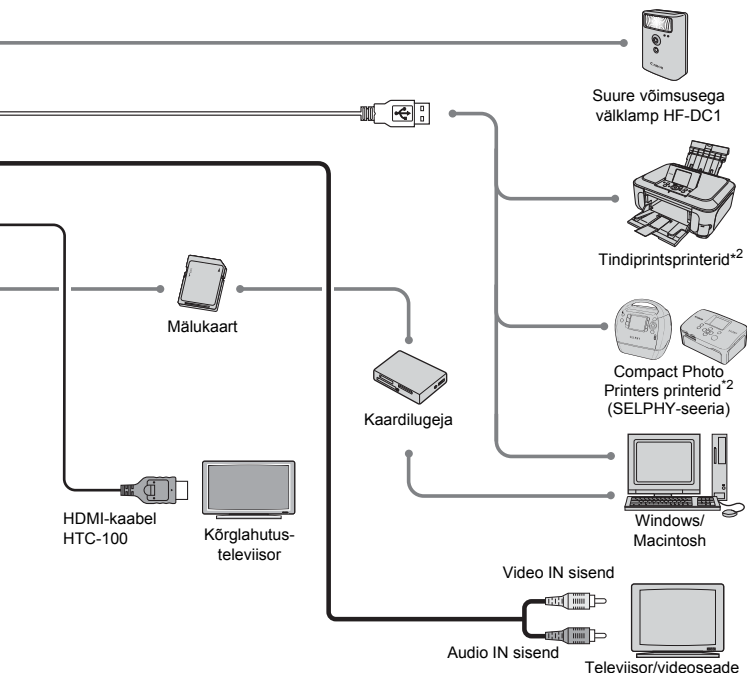 Suure võimsusega
välklamp HF-DC1
Tindiprintsprinterid*2
Mälukaart
Compact Photo
Printers printerid*2
(SELPHY-seeria)
Kaardilugeja
HDMI-kaabel
HTC-100
Kõrglahutus-
televiisor
Windows/
Macintosh
Video IN sisend
Audio IN sisend
Televiisor/videoseade